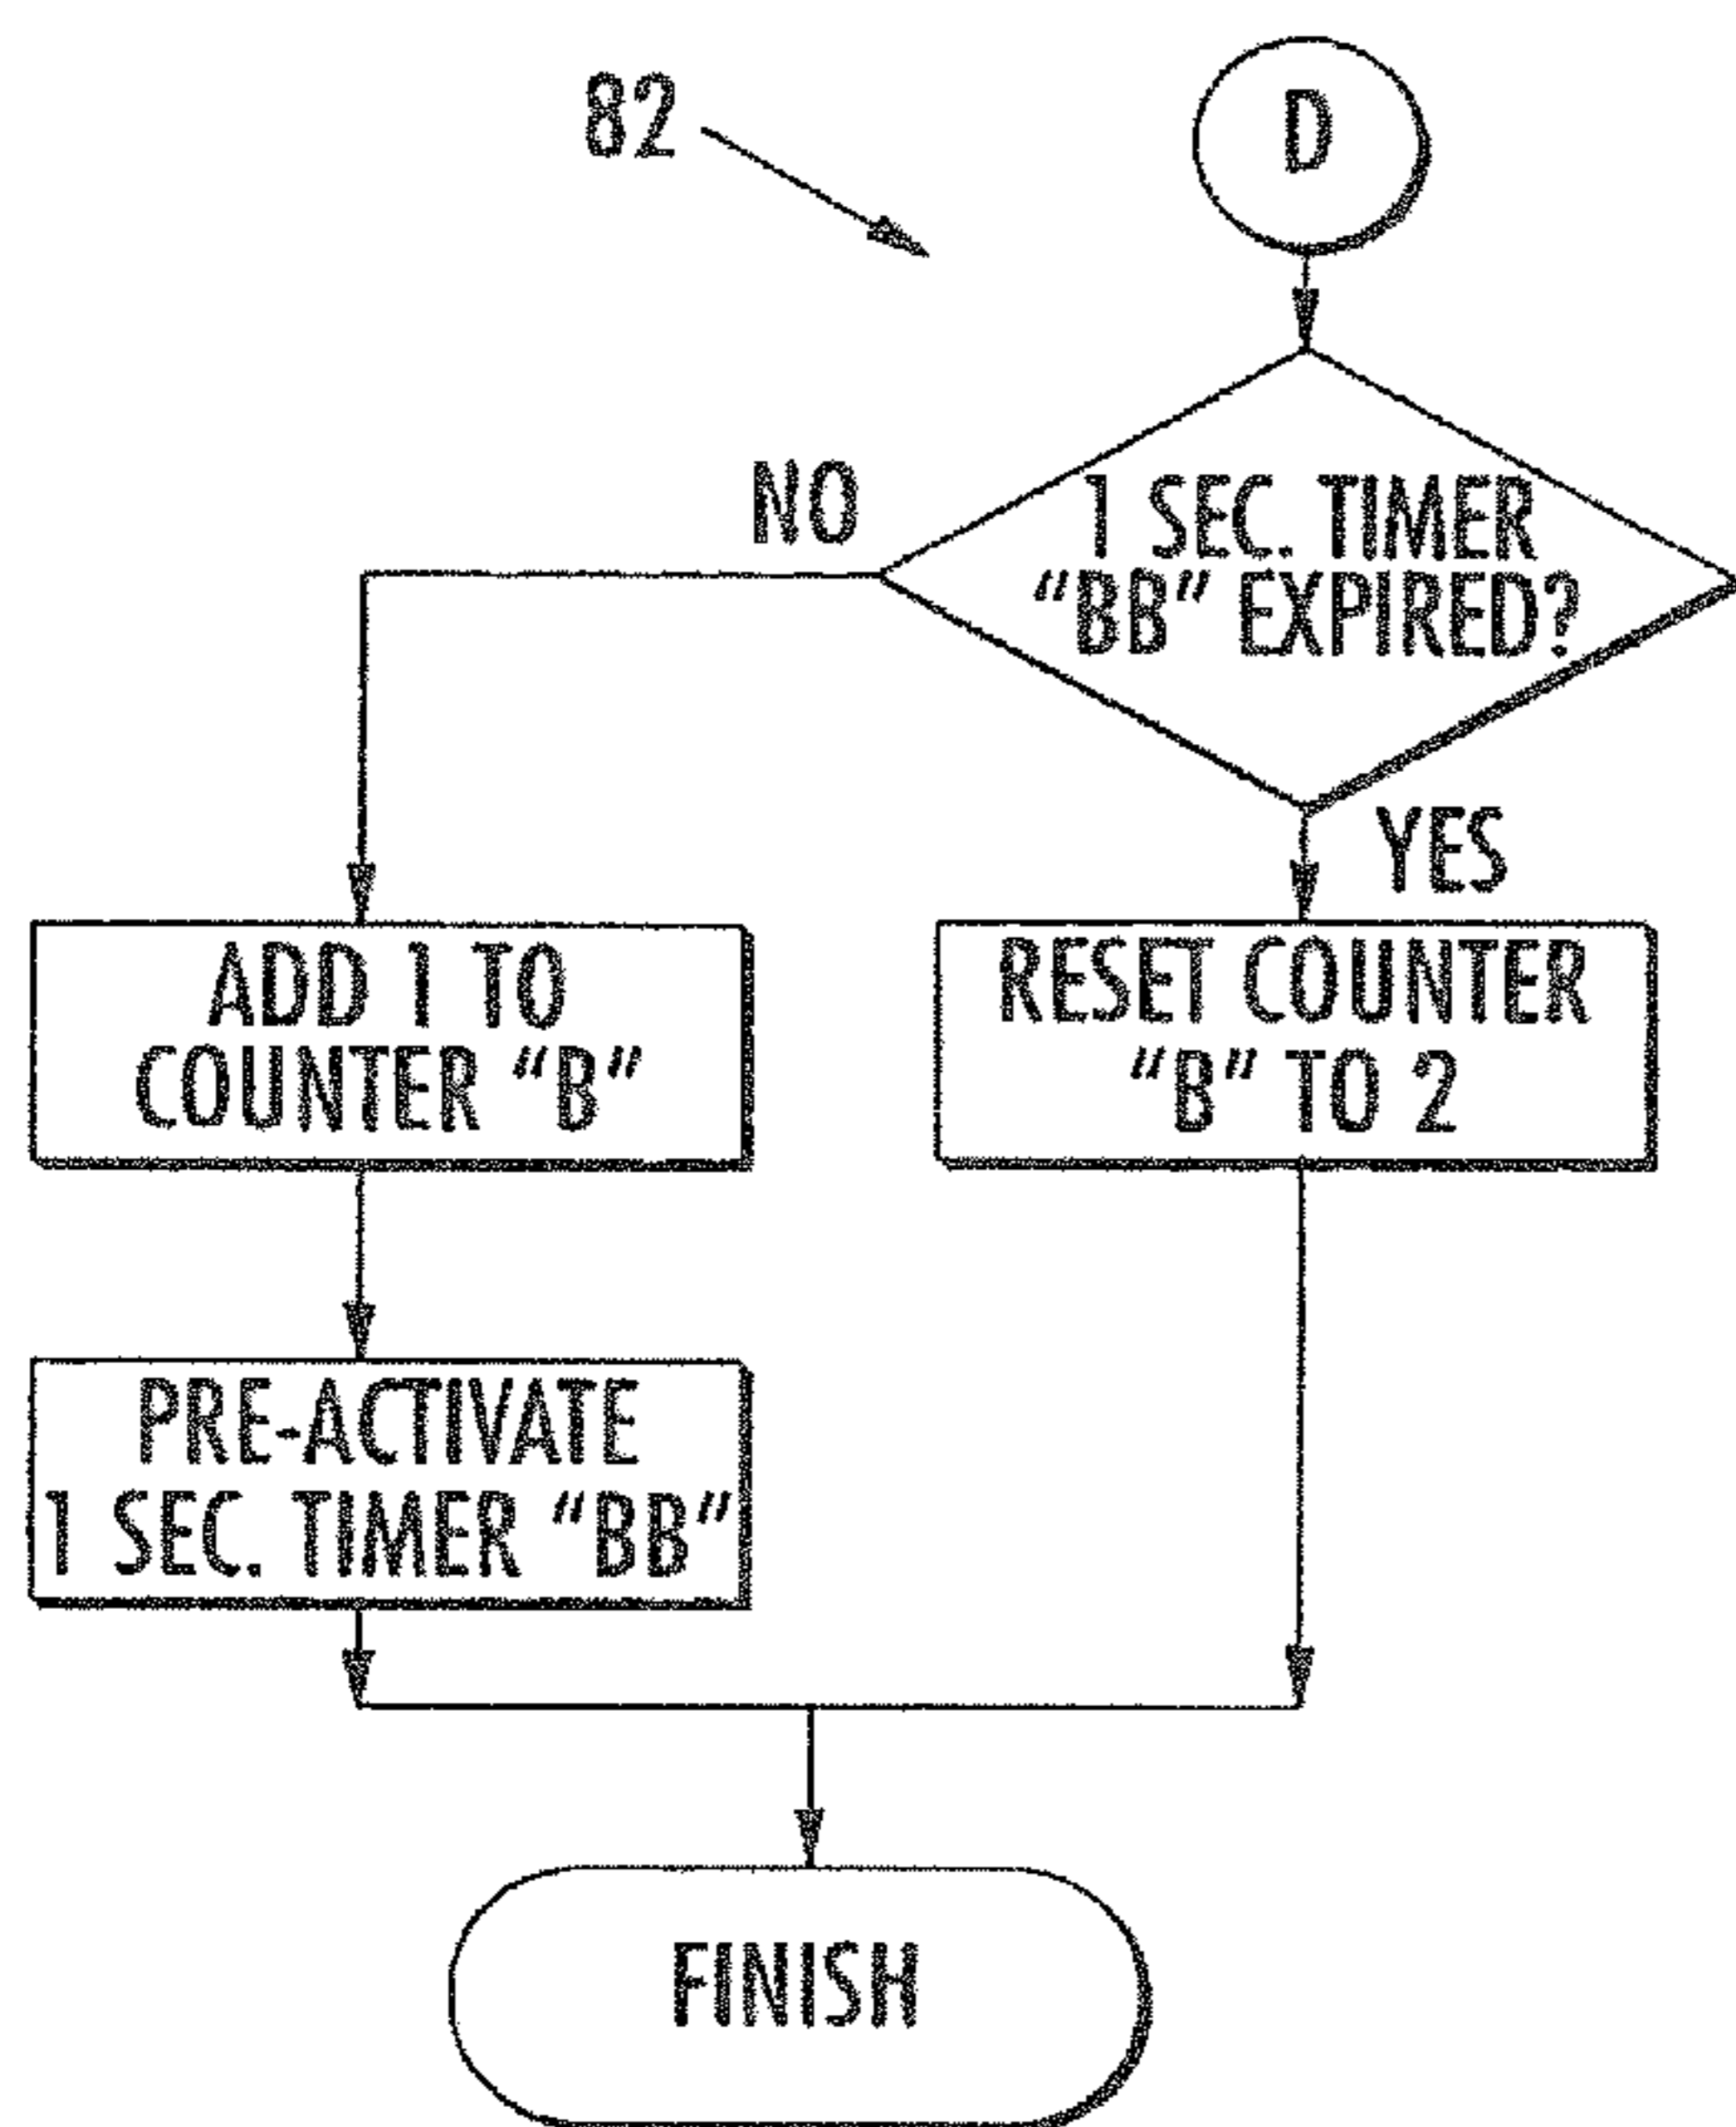 82
D
NO
1 SEC. TIMER
"BB" EXPIRED?
YES
ADD 1 TO
COUNTER "B"
RESET COUNTER
"B" TO 2
PRE-ACTIVATE
1 SEC. TIMER "BB"
FINISH